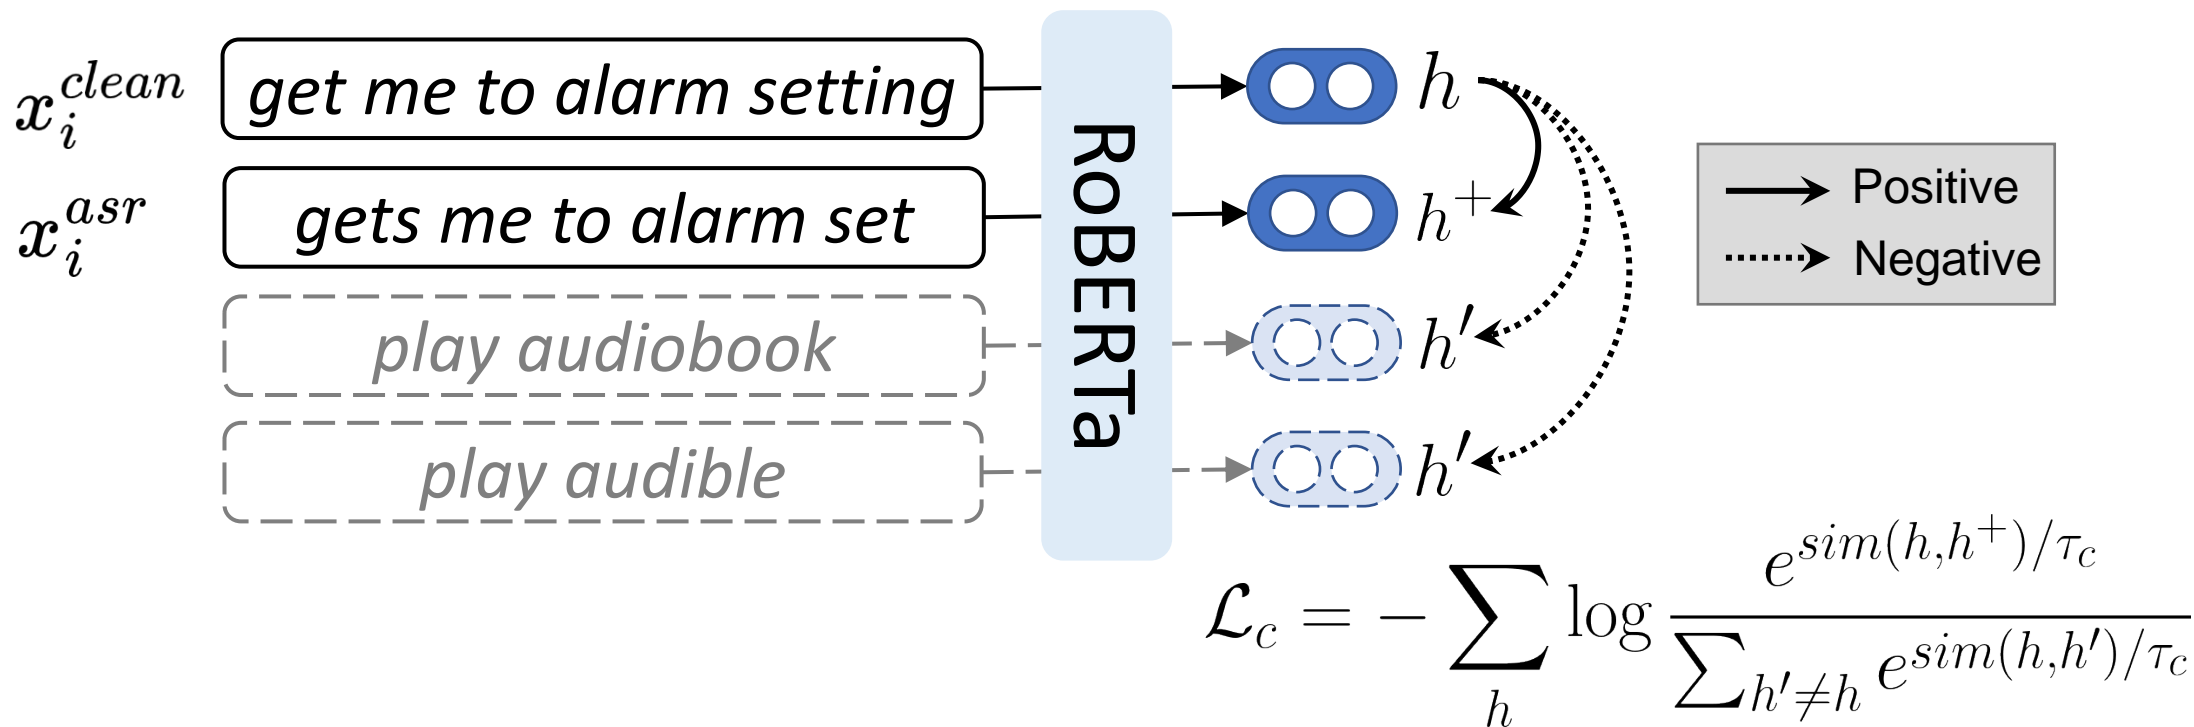 x_i^{clean} get me to alarm setting h
x_i^{asr} gets me to alarm set h^+
play audiobook h′
play audible h′
RoBERTa
Positive
Negative
\mathcal{L}_c = - \sum_h \log \frac{e^{sim(h,h^+)/\tau_c}}{\sum_{h' \neq h} e^{sim(h,h')/\tau_c}}